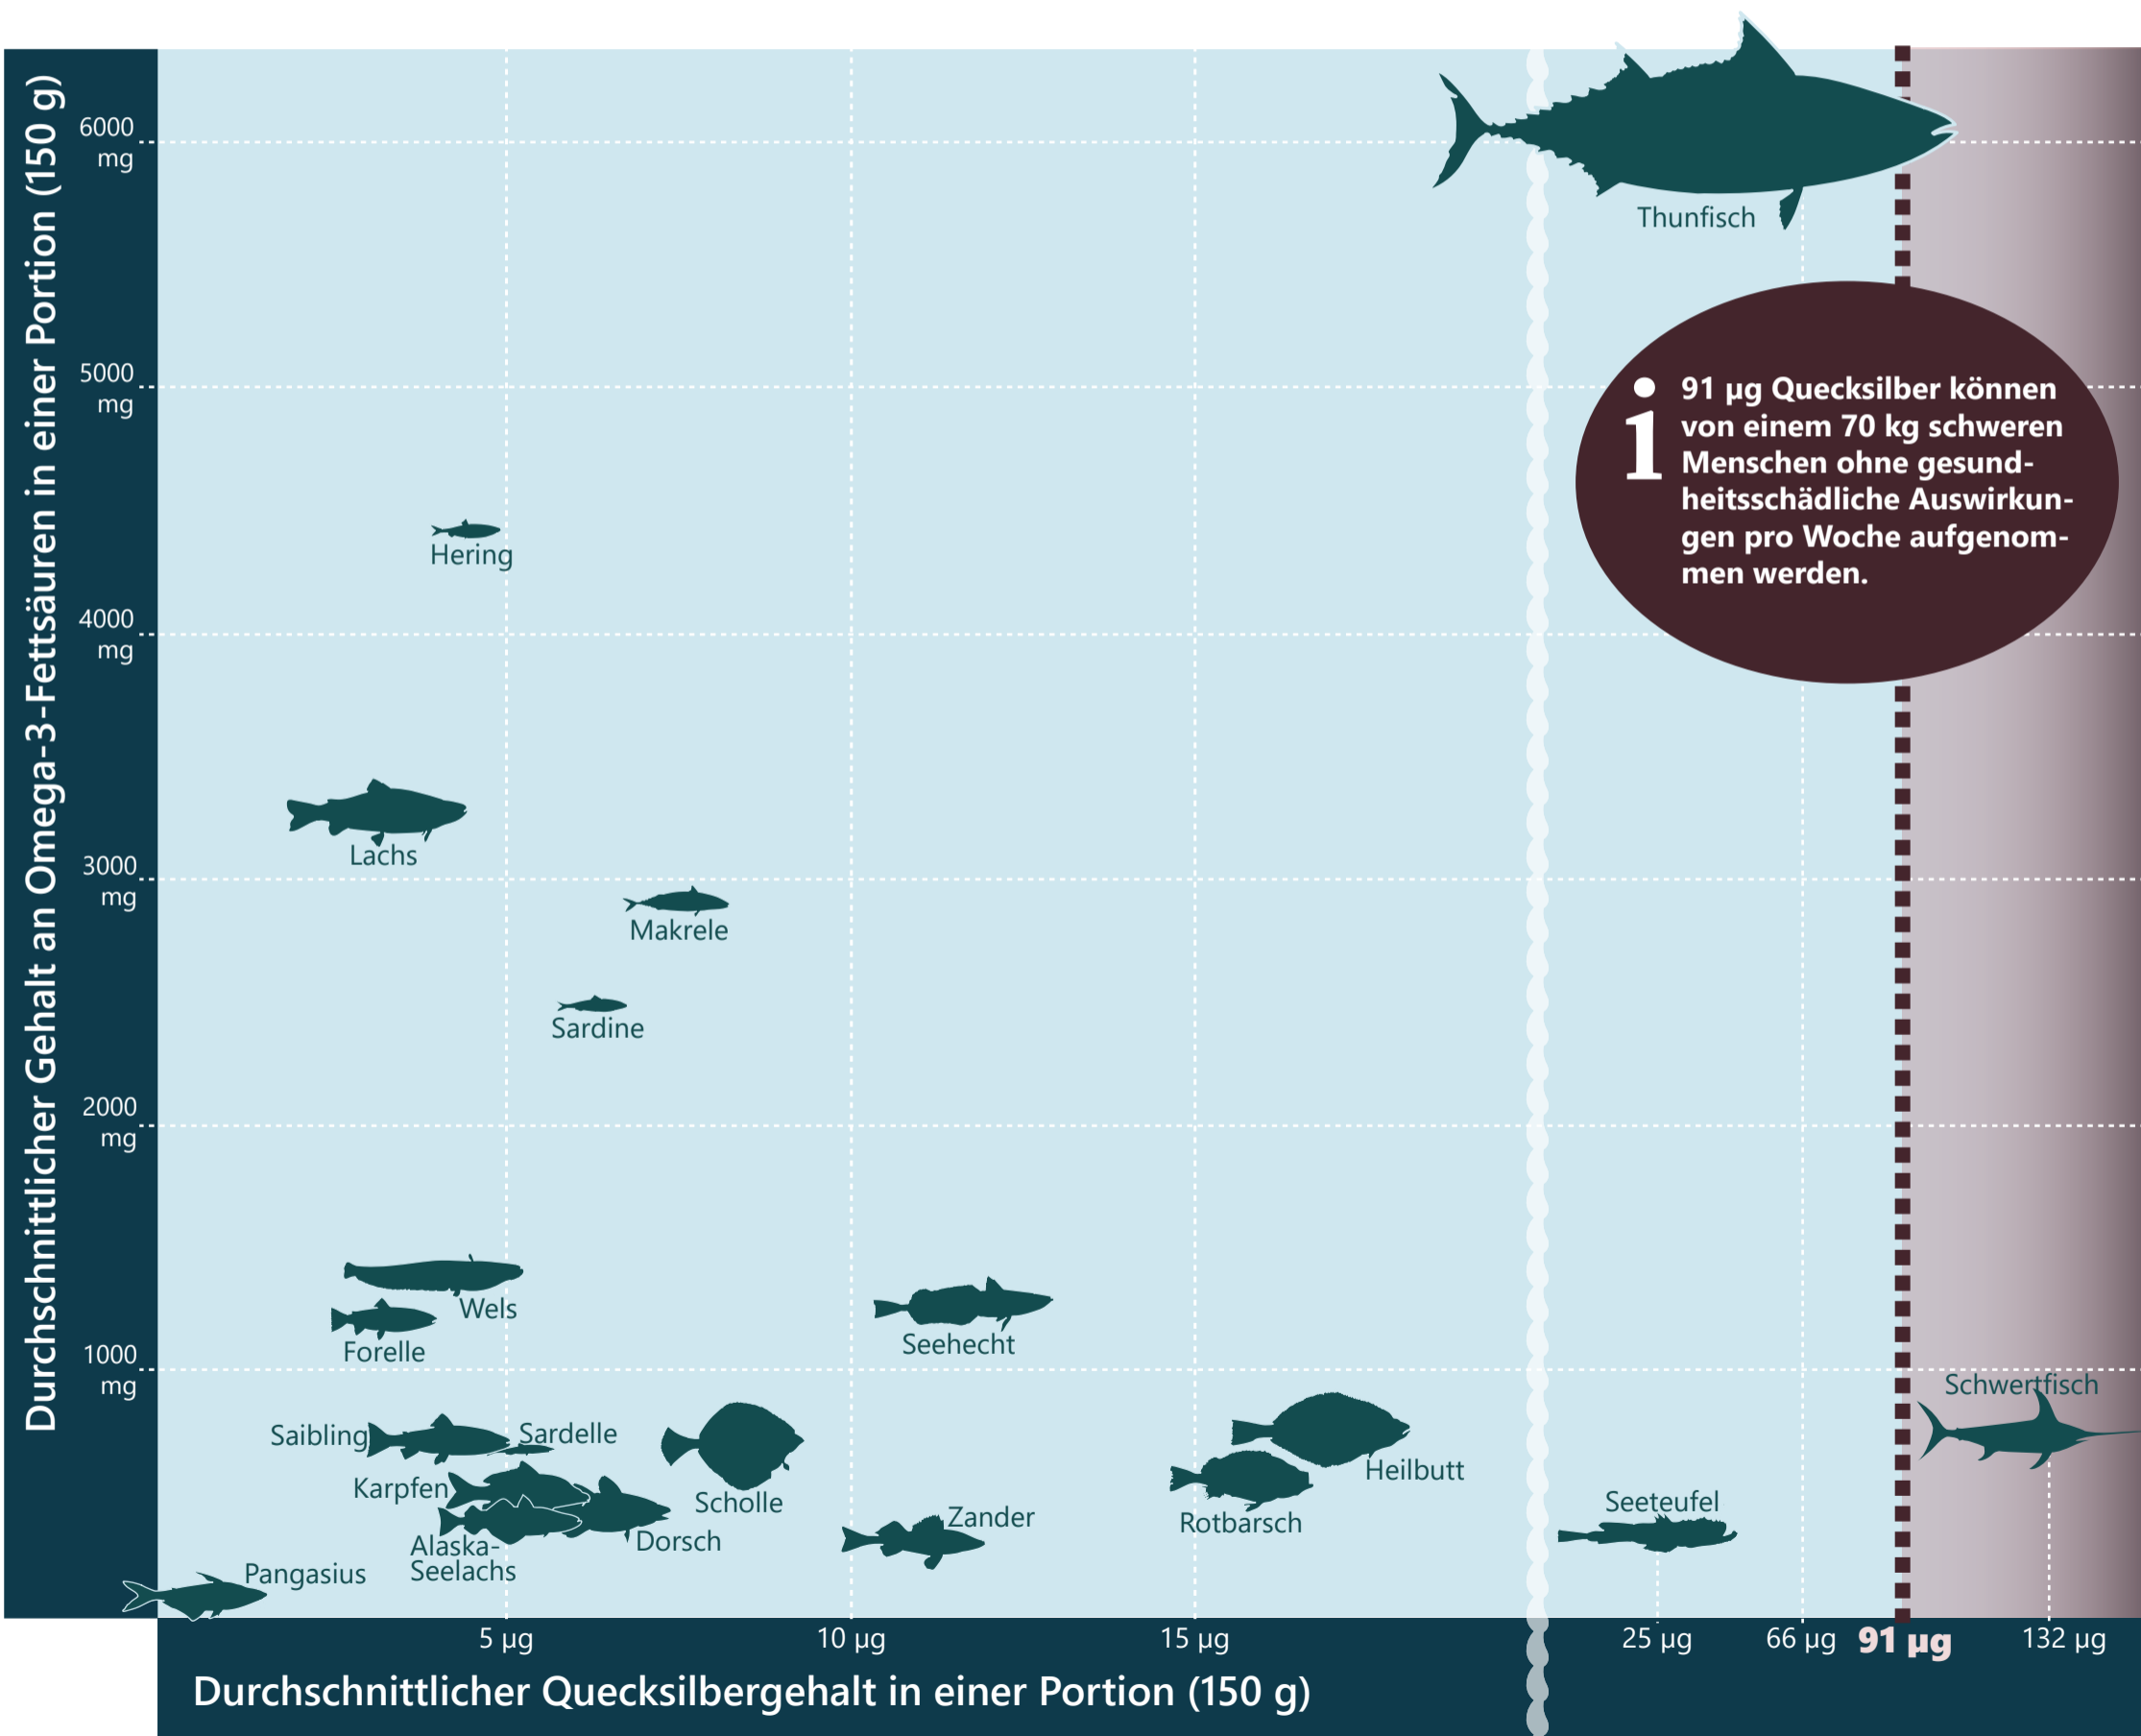 Durchschnittlicher Gehalt an Omega-3-Fettsäuren in einer Portion (150 g)
6000
mg
5000
mg
4000
mg
3000
mg
2000
mg
1000
mg
Thunfisch
91 µg Quecksilber können
von einem 70 kg schweren
Menschen ohne gesund-
heitsschädliche Auswirkun-
gen pro Woche aufgenom-
men werden.
Hering
Lachs
Makrele
Sardine
Wels
Forelle
Seehecht
Schwertfisch
Saibling
Sardelle
Karpfen
Scholle
Heilbutt
Rotbarsch
Seeteufel
Zander
Dorsch
Alaska-
Seelachs
Pangasius
5 µg
10 µg
15 µg
25 µg
66 µg
91 µg
132 µg
Durchschnittlicher Quecksilbergehalt in einer Portion (150 g)